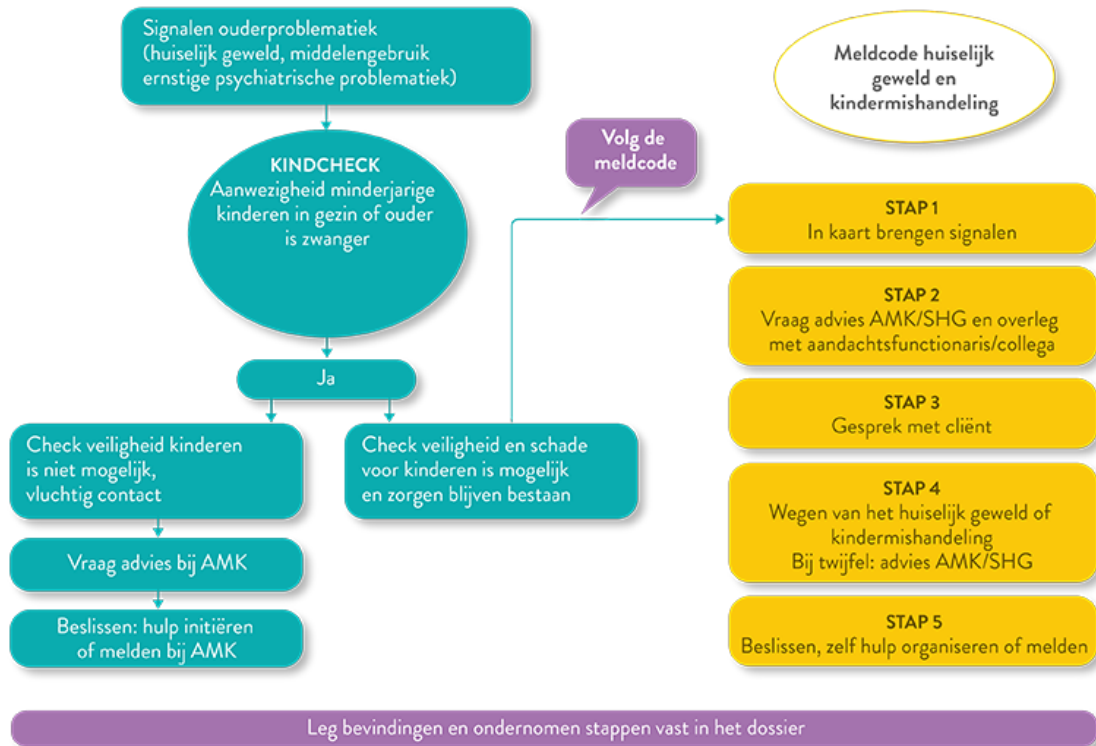 Signalen ouderproblematiek
(huiselijk geweld, middelengebruik
ernstige psychiatrische problematiek)
KINDCHECK
Aanwezigheid minderjarige
kinderen in gezin of ouder
is zwanger
Ja
Check veiligheid kinderen
is niet mogelijk,
vluchtig contact
Vraag advies bij AMK
Beslissen: hulp initiëren
of melden bij AMK
Check veiligheid en schade
voor kinderen is mogelijk
en zorgen blijven bestaan
Volg de
meldcode
Meldcode huiselijk
geweld en
kindermishandeling
STAP 1
In kaart brengen signalen
STAP 2
Vraag advies AMK/SHG en overleg
met aandachtsfunctionaris/collega
STAP 3
Gesprek met cliënt
STAP 4
Wegen van het huiselijk geweld of
kindermishandeling
Bij twijfel: advies AMK/SHG
STAP 5
Beslissen, zelf hulp organiseren of melden
Leg bevindingen en ondernomen stappen vast in het dossier